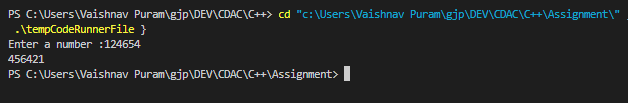 PS C:\Users\Vaishnav Puram\gjp\DEV\CDAC\C++> cd "c:\Users\Vaishnav Puram\gjp\DEV\CDAC\C++\Assignment\"
.\tempCodeRunnerFile }
Enter a number :124654
456421
PS C:\Users\Vaishnav Puram\gjp\DEV\CDAC\C++\Assignment>